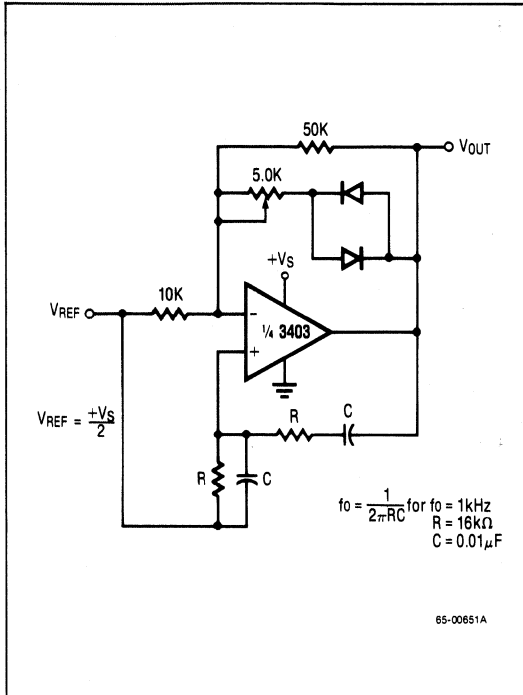 50K
VOUT
5.0K
+VS
10K
VREF
−
¼ 3403
+
VREF = +VS/2
R
C
R
C
fo = 1/2πRC for fo = 1kHz
R = 16kΩ
C = 0.01μF
65-00651A